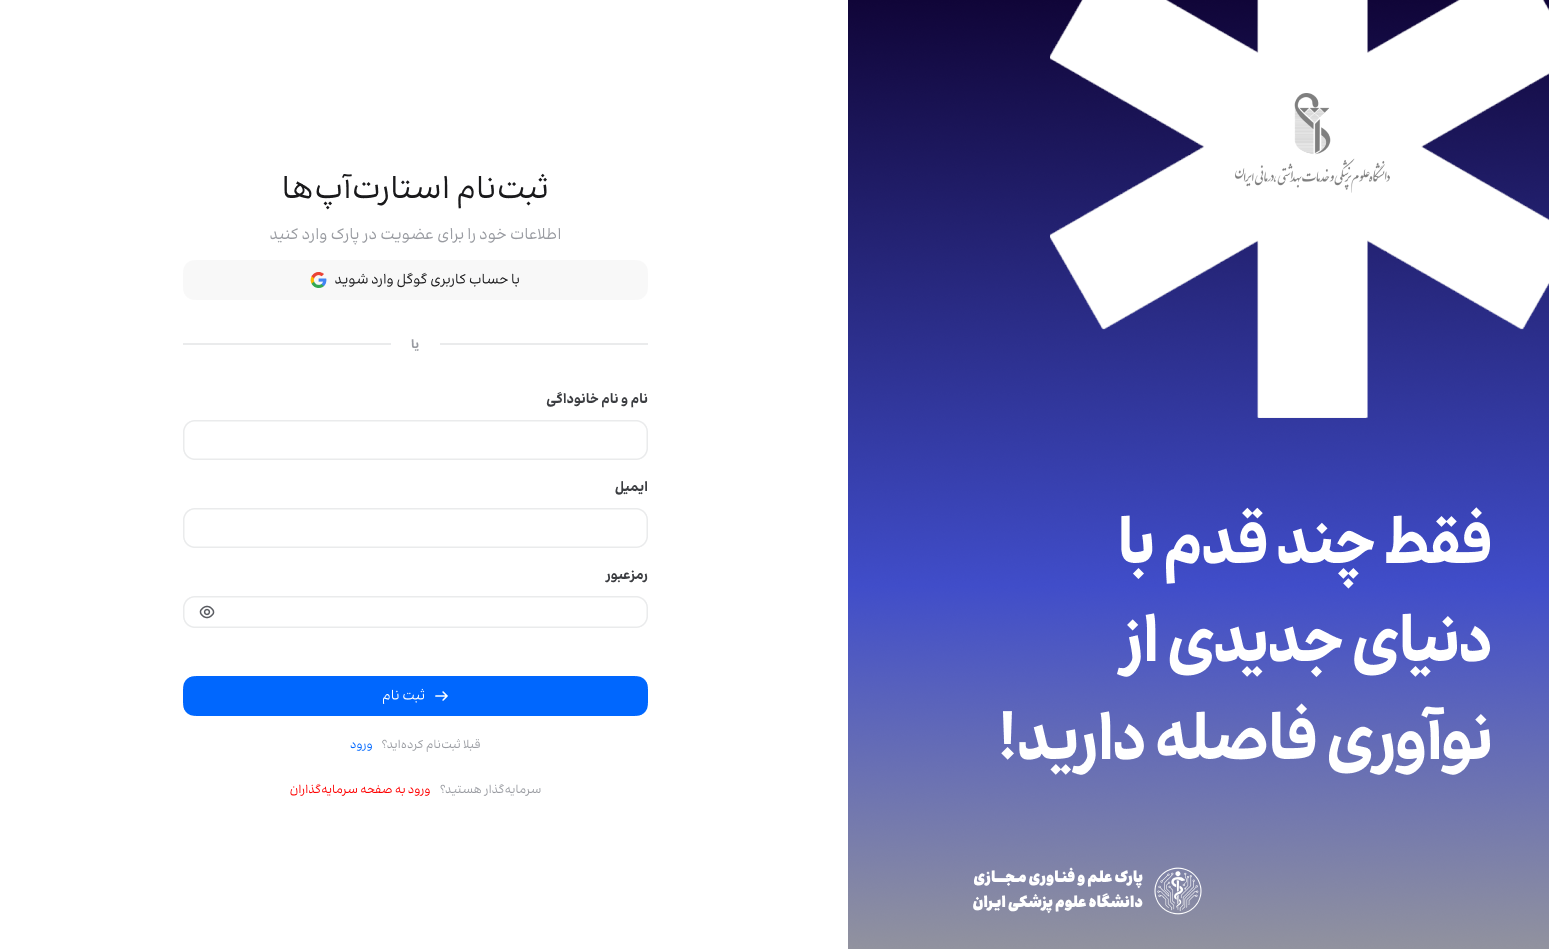 دانشگاه علوم پزشکی و خدمات بهداشتی درمانی ایران
فقط چند قدم با
دنیای جدیدی از
نوآوری فاصله دارید!
پارک علم و فناوری مجـــازی
دانشگاه علوم پزشکی ایران
ثبت‌نام استارت‌آپ‌ها
اطلاعات خود را برای عضویت در پارک وارد کنید
با حساب کاربری گوگل وارد شوید
یا
نام و نام خانوداگی
ایمیل
رمزعبور
ثبت نام
قبلا ثبت‌نام کرده‌اید؟ ورود
سرمایه‌گذار هستید؟ ورود به صفحه سرمایه‌گذاران